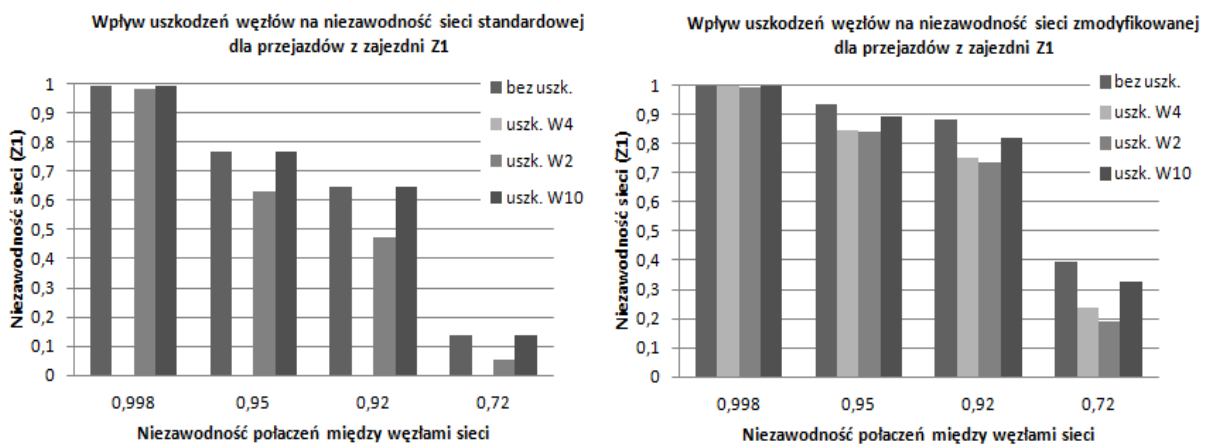 Wpływ uszkodzeń węzłów na niezawodność sieci standardowej
dla przejazdów z zajezdni Z1
Niezawodność sieci (Z1)
1
0,9
0,8
0,7
0,6
0,5
0,4
0,3
0,2
0,1
0
bez uszk.
uszk. W4
uszk. W2
uszk. W10
0,998 0,95 0,92 0,72
Niezawodność połaczeń między węzłami sieci
Wpływ uszkodzeń węzłów na niezawodność sieci zmodyfikowanej
dla przejazdów z zajezdni Z1
Niezawodność sieci (Z1)
1
0,9
0,8
0,7
0,6
0,5
0,4
0,3
0,2
0,1
0
bez uszk.
uszk. W4
uszk. W2
uszk. W10
0,998 0,95 0,92 0,72
Niezawodność połaczeń między węzłami sieci